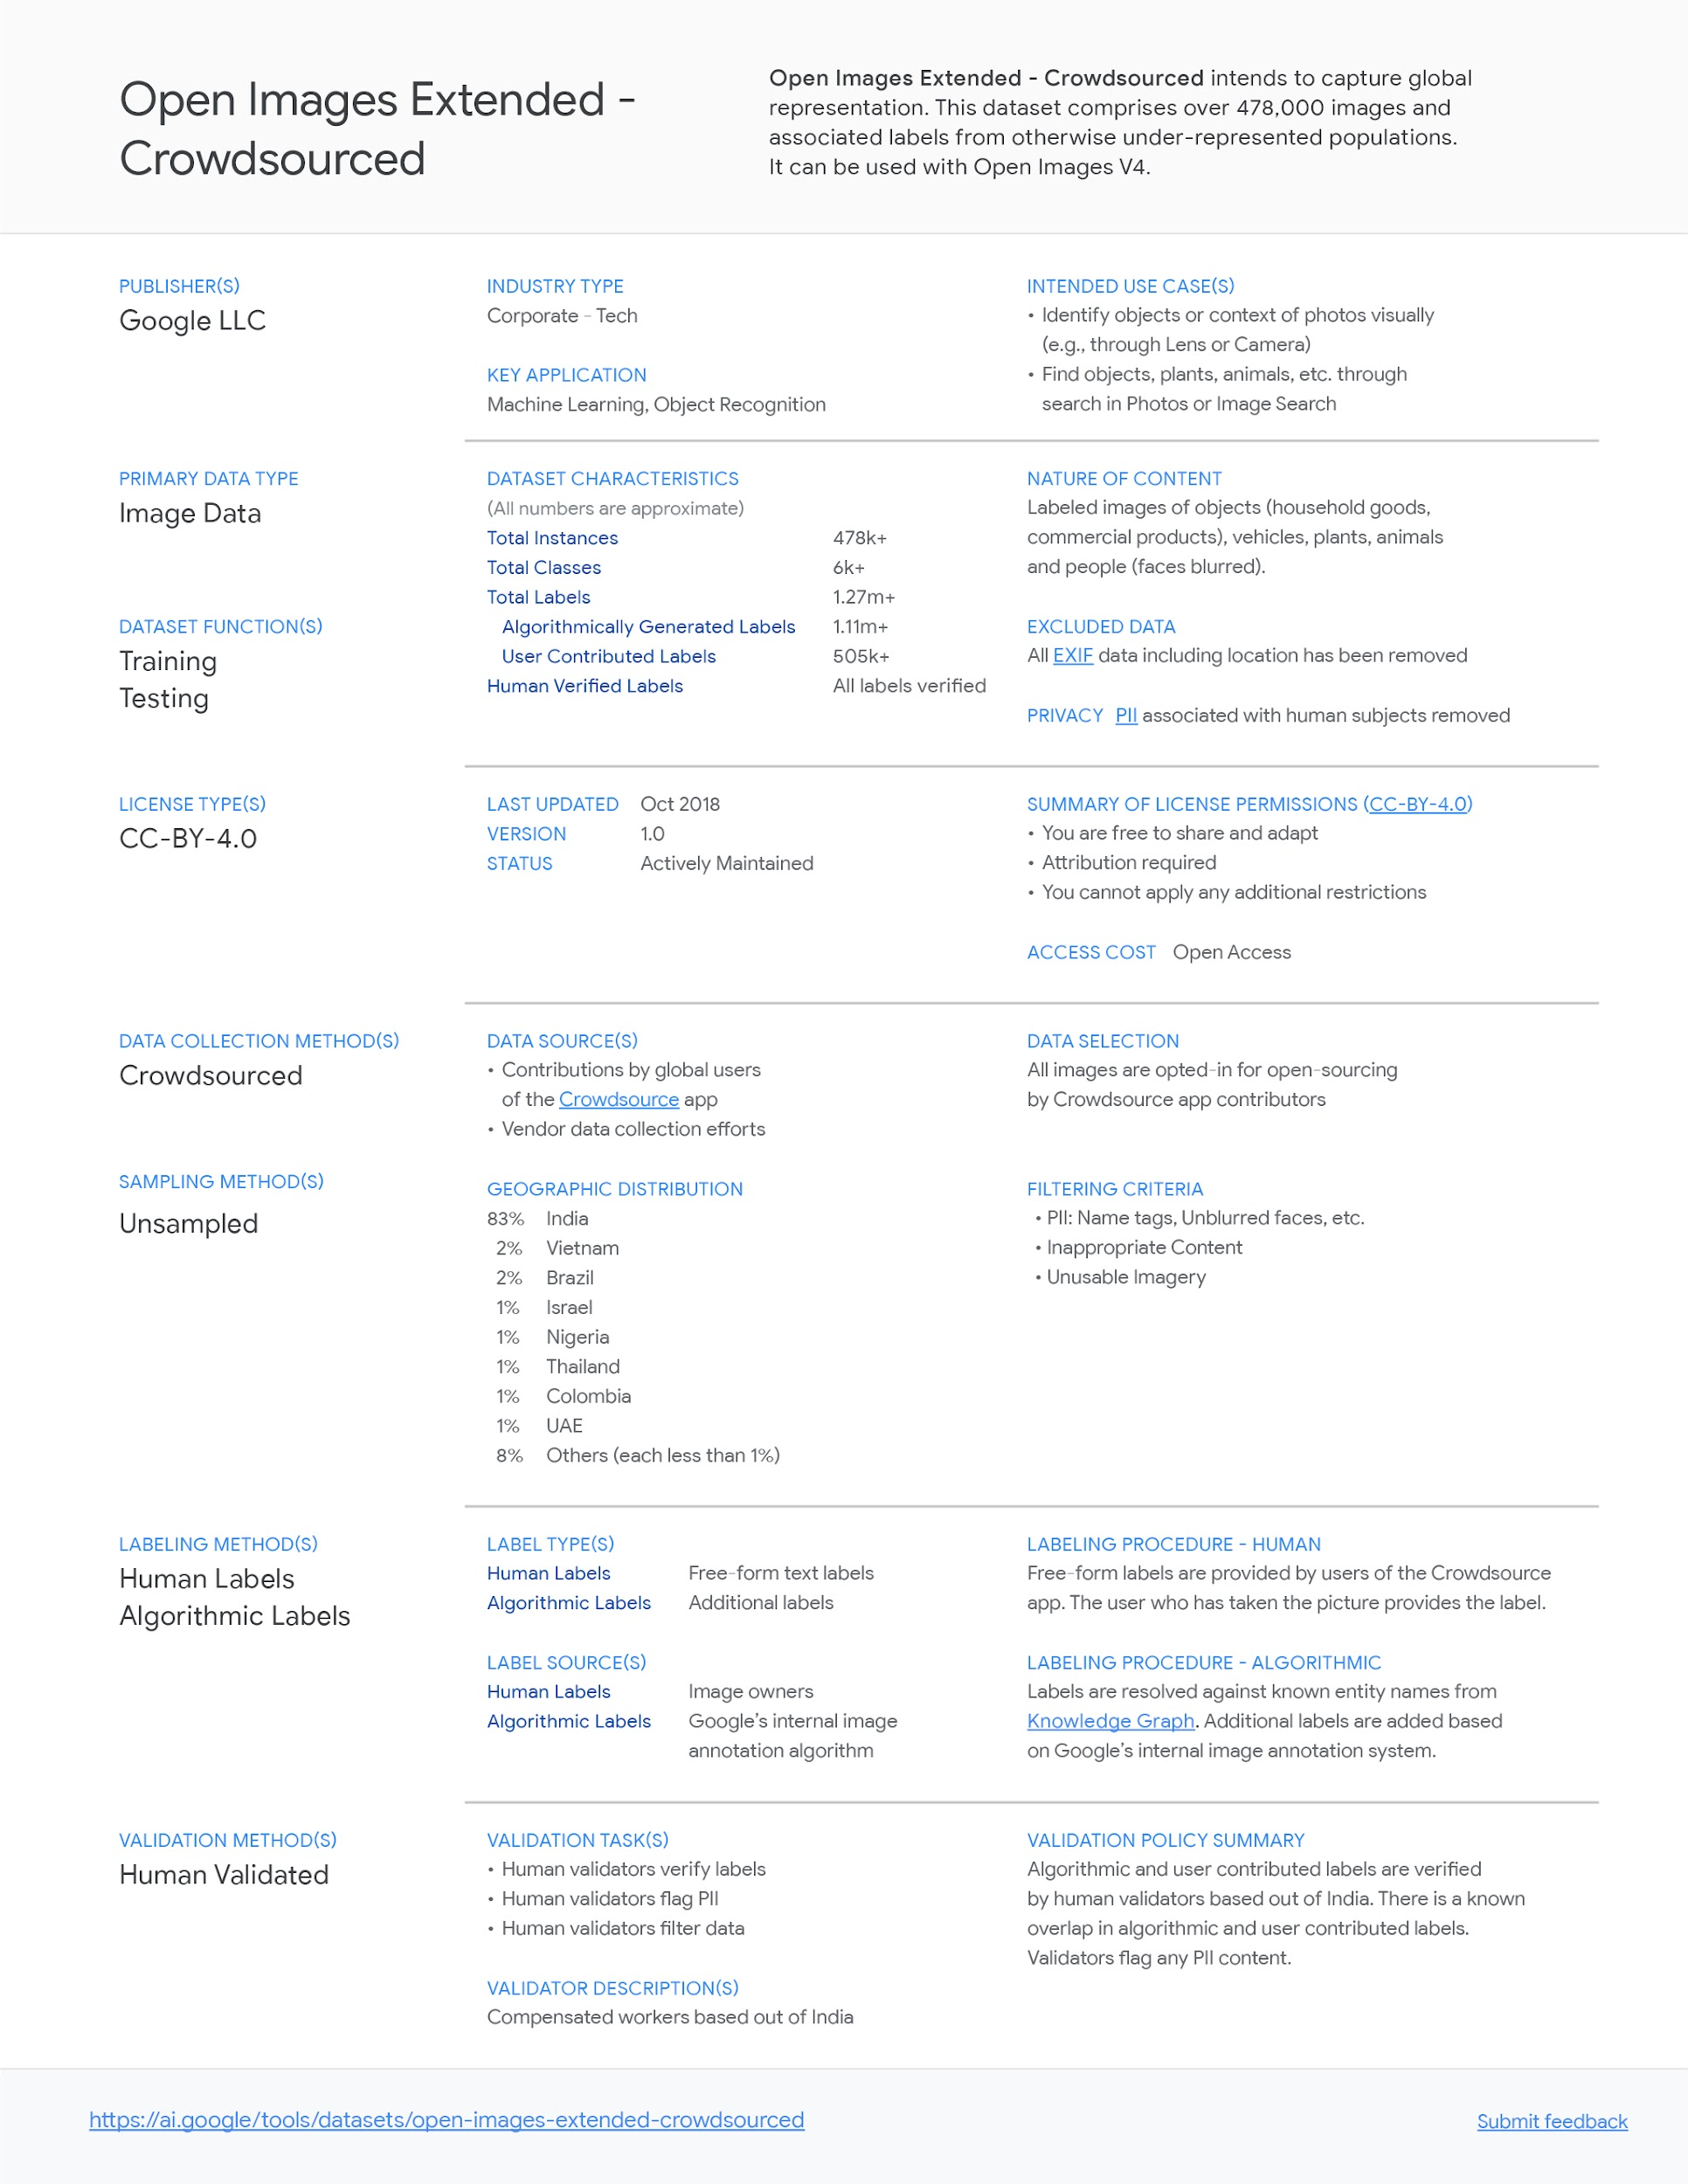 Open Images Extended -
Crowdsourced
Open Images Extended - Crowdsourced intends to capture global
representation. This dataset comprises over 478,000 images and
associated labels from otherwise under-represented populations.
It can be used with Open Images V4.
PUBLISHER(S)
Google LLC
INDUSTRY TYPE
Corporate - Tech
KEY APPLICATION
Machine Learning, Object Recognition
INTENDED USE CASE(S)
• Identify objects or context of photos visually
(e.g., through Lens or Camera)
• Find objects, plants, animals, etc. through
search in Photos or Image Search
PRIMARY DATA TYPE
Image Data
DATASET FUNCTION(S)
Training
Testing
DATASET CHARACTERISTICS
(All numbers are approximate)
Total Instances 478k+
Total Classes 6k+
Total Labels 1.27m+
Algorithmically Generated Labels 1.11m+
User Contributed Labels 505k+
Human Verified Labels All labels verified
NATURE OF CONTENT
Labeled images of objects (household goods,
commercial products), vehicles, plants, animals
and people (faces blurred).
EXCLUDED DATA
All EXIF data including location has been removed
PRIVACY PII associated with human subjects removed
LICENSE TYPE(S)
CC-BY-4.0
LAST UPDATED Oct 2018
VERSION 1.0
STATUS Actively Maintained
SUMMARY OF LICENSE PERMISSIONS (CC-BY-4.0)
• You are free to share and adapt
• Attribution required
• You cannot apply any additional restrictions
ACCESS COST Open Access
DATA COLLECTION METHOD(S)
Crowdsourced
SAMPLING METHOD(S)
Unsampled
DATA SOURCE(S)
• Contributions by global users
of the Crowdsource app
• Vendor data collection efforts
GEOGRAPHIC DISTRIBUTION
83% India
2% Vietnam
2% Brazil
1% Israel
1% Nigeria
1% Thailand
1% Colombia
1% UAE
8% Others (each less than 1%)
DATA SELECTION
All images are opted-in for open-sourcing
by Crowdsource app contributors
FILTERING CRITERIA
• PII: Name tags, Unblurred faces, etc.
• Inappropriate Content
• Unusable Imagery
LABELING METHOD(S)
Human Labels
Algorithmic Labels
LABEL TYPE(S)
Human Labels Free-form text labels
Algorithmic Labels Additional labels
LABEL SOURCE(S)
Human Labels Image owners
Algorithmic Labels Google's internal image
annotation algorithm
LABELING PROCEDURE - HUMAN
Free-form labels are provided by users of the Crowdsource
app. The user who has taken the picture provides the label.
LABELING PROCEDURE - ALGORITHMIC
Labels are resolved against known entity names from
Knowledge Graph. Additional labels are added based
on Google's internal image annotation system.
VALIDATION METHOD(S)
Human Validated
VALIDATION TASK(S)
• Human validators verify labels
• Human validators flag PII
• Human validators filter data
VALIDATOR DESCRIPTION(S)
Compensated workers based out of India
VALIDATION POLICY SUMMARY
Algorithmic and user contributed labels are verified
by human validators based out of India. There is a known
overlap in algorithmic and user contributed labels.
Validators flag any PII content.
https://ai.google/tools/datasets/open-images-extended-crowdsourced
Submit feedback